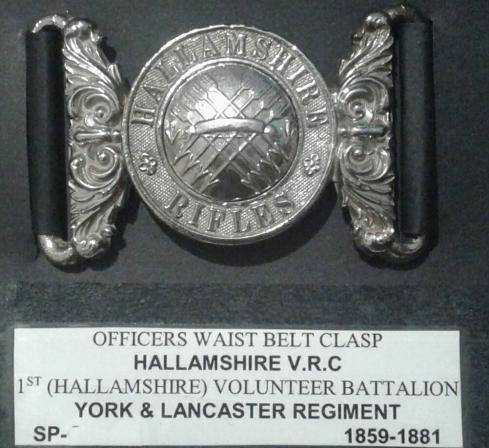 HALLAMSHIRE
RIFLES
OFFICERS WAIST BELT CLASP
HALLAMSHIRE V.R.C
1ST (HALLAMSHIRE) VOLUNTEER BATTALION
YORK & LANCASTER REGIMENT
SP- 1859-1881